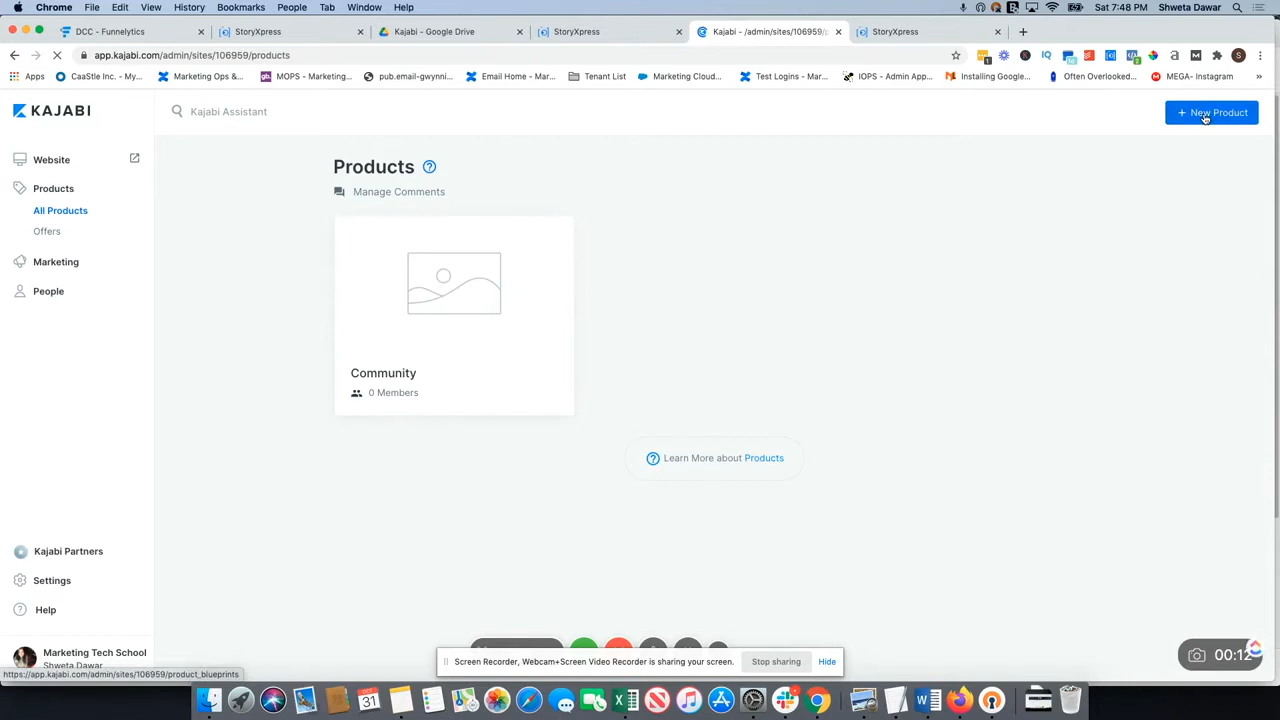 Chrome File Edit View History Bookmarks People Tab Window Help
Sat 7:48 PM Shweta Dawar
DCC - Funnelytics
StoryXpress
Kajabi - Google Drive
StoryXpress
Kajabi - /admin/sites/106959/p
StoryXpress
app.kajabi.com/admin/sites/106959/products
Apps
CaaStle Inc. - My...
Marketing Ops &...
MOPS - Marketing...
pub.email-gwynni...
Email Home - Mar...
Tenant List
Marketing Cloud...
Test Logins - Mar...
IOPS - Admin App...
Installing Google...
Often Overlooked...
MEGA- Instagram
»
KAJABI
Kajabi Assistant
+ New Product
Website
Products
All Products
Offers
Marketing
People
Products
Manage Comments
Community
0 Members
Learn More about Products
Kajabi Partners
Settings
Help
Marketing Tech School
Shweta Dawar
https://app.kajabi.com/admin/sites/106959/product_blueprints
Screen Recorder, Webcam+Screen Video Recorder is sharing your screen.
Stop sharing
Hide
00:12